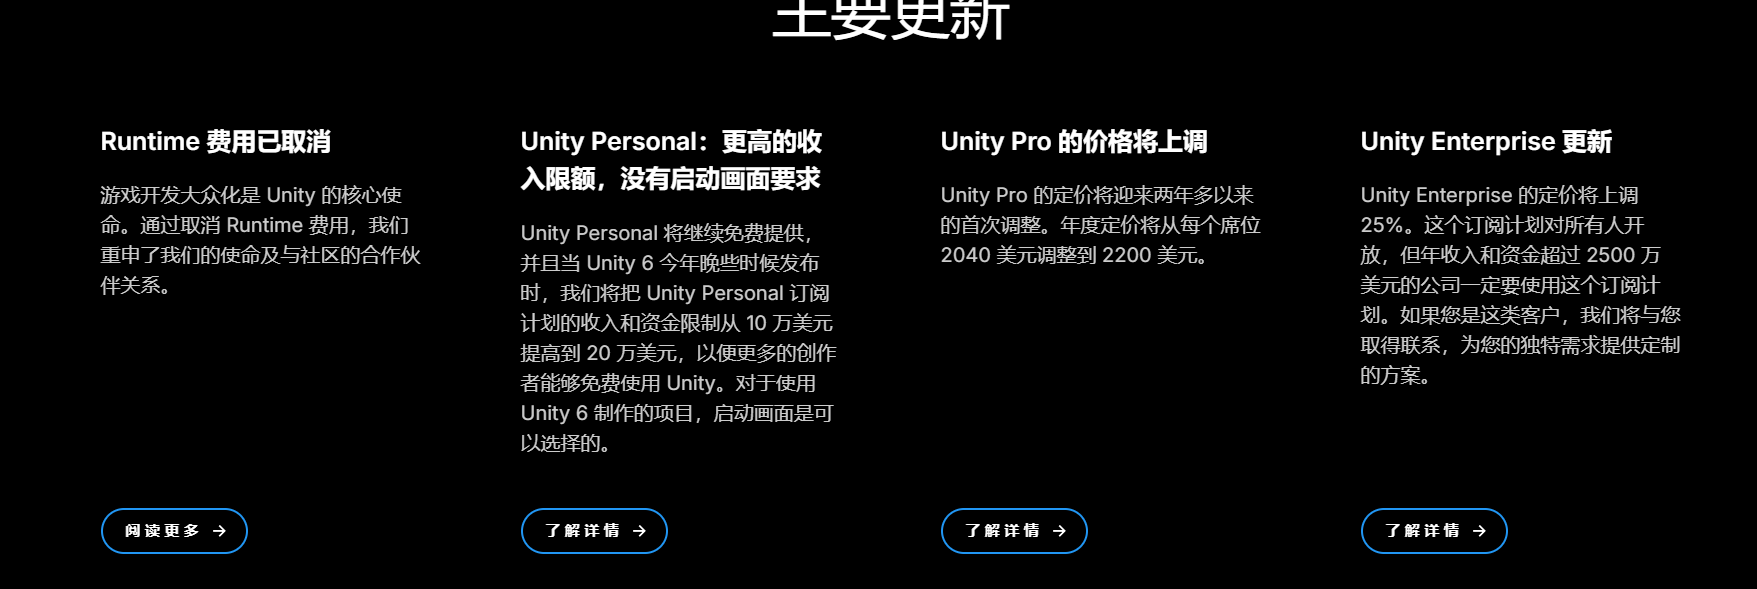 主要更新
Runtime 费用已取消
游戏开发大众化是 Unity 的核心使
命。通过取消 Runtime 费用，我们
重申了我们的使命及与社区的合作伙
伴关系。
阅读更多 →
Unity Personal：更高的收
入限额，没有启动画面要求
Unity Personal 将继续免费提供，
并且当 Unity 6 今年晚些时候发布
时，我们将把 Unity Personal 订阅
计划的收入和资金限制从 10 万美元
提高到 20 万美元，以便更多的创作
者能够免费使用 Unity。对于使用
Unity 6 制作的项目，启动画面是可
以选择的。
了解详情 →
Unity Pro 的价格将上调
Unity Pro 的定价将迎来两年多以来
的首次调整。年度定价将从每个席位
2040 美元调整到 2200 美元。
了解详情 →
Unity Enterprise 更新
Unity Enterprise 的定价将上调
25%。这个订阅计划对所有人开
放，但年收入和资金超过 2500 万
美元的公司一定要使用这个订阅计
划。如果您是这类客户，我们将与您
取得联系，为您的独特需求提供定制
的方案。
了解详情 →